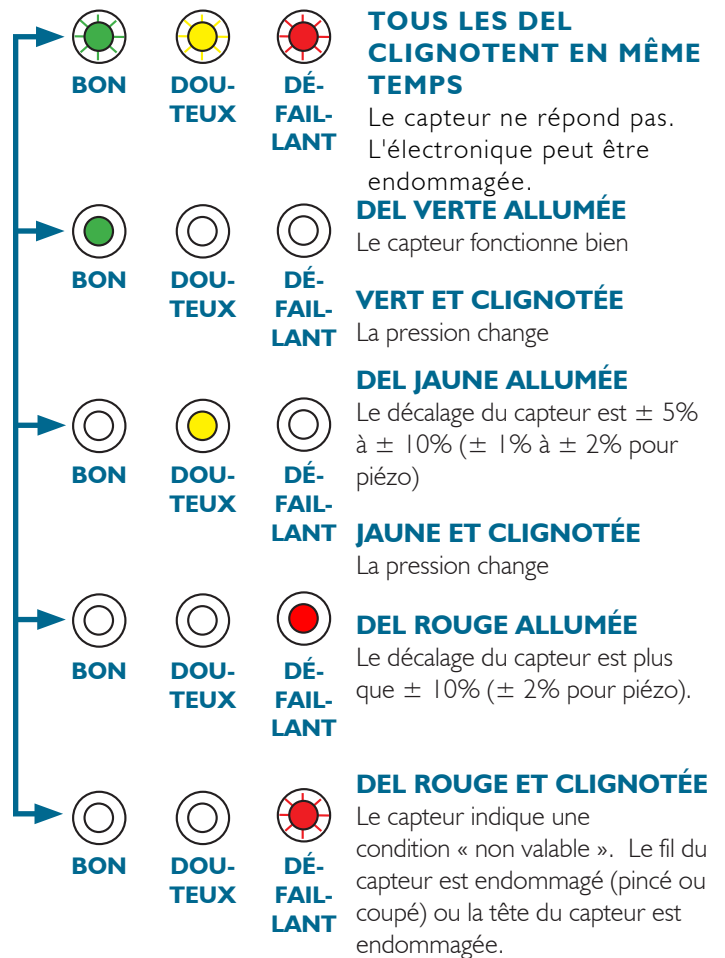 BON DOU- DÉ-
TEUX FAIL-
LANT
TOUS LES DEL
CLIGNOTENT EN MÊME
TEMPS
Le capteur ne répond pas.
L'électronique peut être
endommagée.
BON DOU- DÉ-
TEUX FAIL-
LANT
DEL VERTE ALLUMÉE
Le capteur fonctionne bien
VERT ET CLIGNOTÉE
La pression change
BON DOU- DÉ-
TEUX FAIL-
LANT
DEL JAUNE ALLUMÉE
Le décalage du capteur est ± 5%
à ± 10% (± 1% à ± 2% pour
piézo)
JAUNE ET CLIGNOTÉE
La pression change
BON DOU- DÉ-
TEUX FAIL-
LANT
DEL ROUGE ALLUMÉE
Le décalage du capteur est plus
que ± 10% (± 2% pour piézo).
BON DOU- DÉ-
TEUX FAIL-
LANT
DEL ROUGE ET CLIGNOTÉE
Le capteur indique une
condition « non valable ». Le fil du
capteur est endommagé (pincé ou
coupé) ou la tête du capteur est
endommagée.